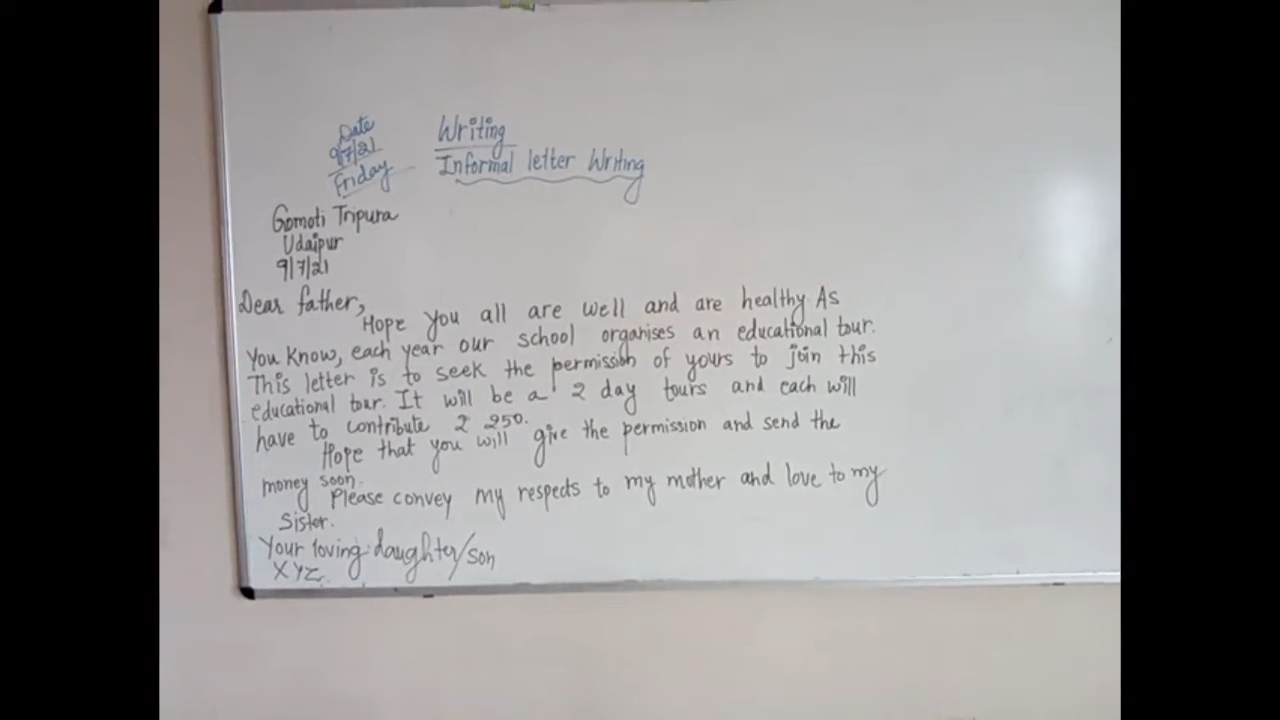 Date
9/7/21
Friday
Writing
Informal letter Writing
Gomoti Tripura
Udaipur
9/7/21
Dear father,
Hope you all are well and are healthy As
You Know, each year our school organises an educational tour.
This letter is to seek the permission of yours to join this
educational tour. It will be a 2 day tours and each will
have to contribute ₹ 250.
Hope that you will give the permission and send the
money soon.
Please convey my respects to my mother and love to my
Sister.
Your loving daughter/son
XYZ.